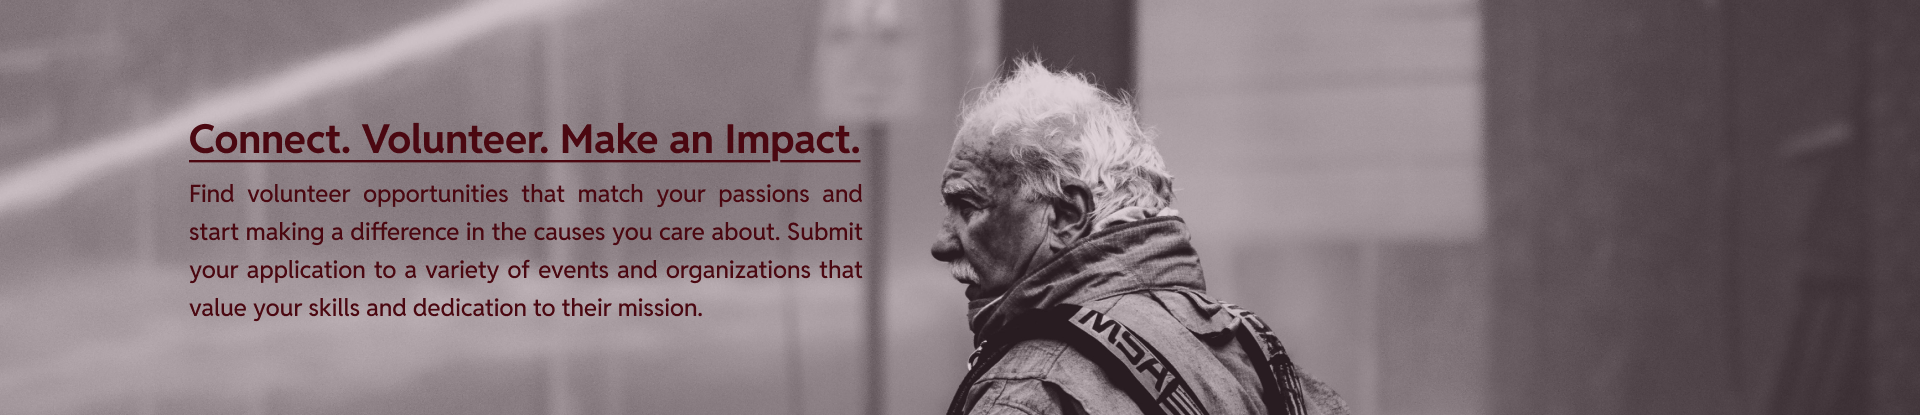 Connect. Volunteer. Make an Impact.
Find volunteer opportunities that match your passions and
start making a difference in the causes you care about. Submit
your application to a variety of events and organizations that
value your skills and dedication to their mission.
MSA